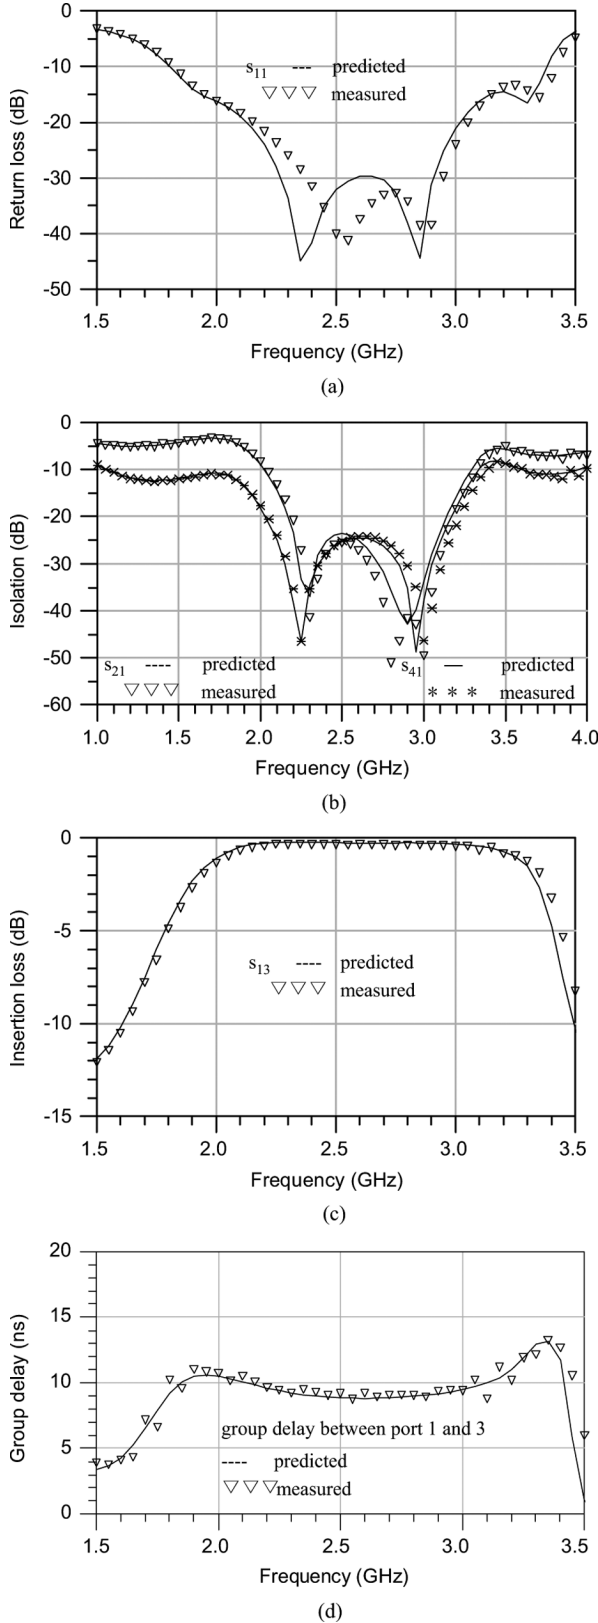 0
-10
-20
-30
-40
-50
Return loss (dB)
s11 --- predicted
measured
1.5 2.0 2.5 3.0 3.5
Frequency (GHz)
(a)
0
-10
-20
-30
-40
-50
-60
Isolation (dB)
s21 ---- predicted
measured
s41 — predicted
*** measured
1.0 1.5 2.0 2.5 3.0 3.5 4.0
Frequency (GHz)
(b)
0
-5
-10
-15
Insertion loss (dB)
s13 ---- predicted
measured
1.5 2.0 2.5 3.0 3.5
Frequency (GHz)
(c)
20
15
10
5
0
Group delay (ns)
group delay between port 1 and 3
---- predicted
measured
1.5 2.0 2.5 3.0 3.5
Frequency (GHz)
(d)